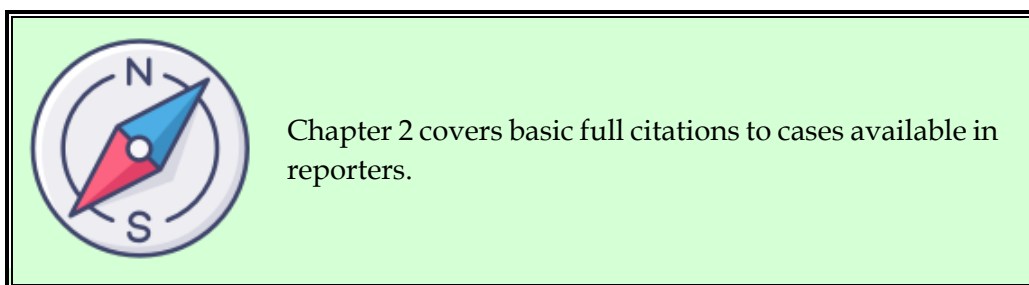 N
Chapter 2 covers basic full citations to cases available in
reporters.
S